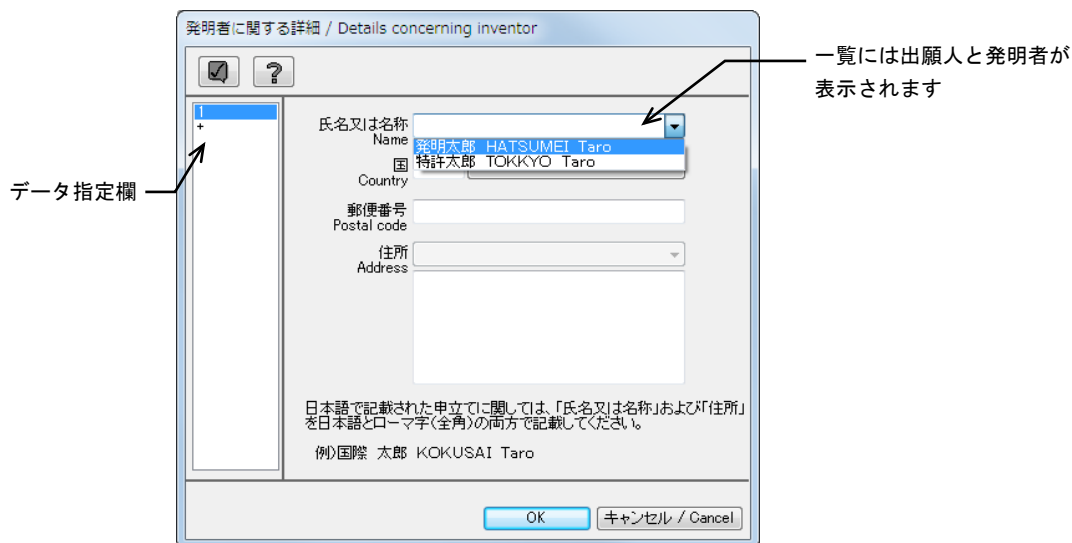 発明者に関する詳細 / Details concerning inventor
一覧には出願人と発明者が
表示されます
1
+
データ指定欄
氏名又は名称
Name
発明太郎 HATSUMEI Taro
特許太郎 TOKKYO Taro
国
Country
郵便番号
Postal code
住所
Address
日本語で記載された申立てに関しては、「氏名又は名称」および「住所」
を日本語とローマ字(全角)の両方で記載してください。
例)国際 太郎 KOKUSAI Taro
OK
キャンセル / Cancel